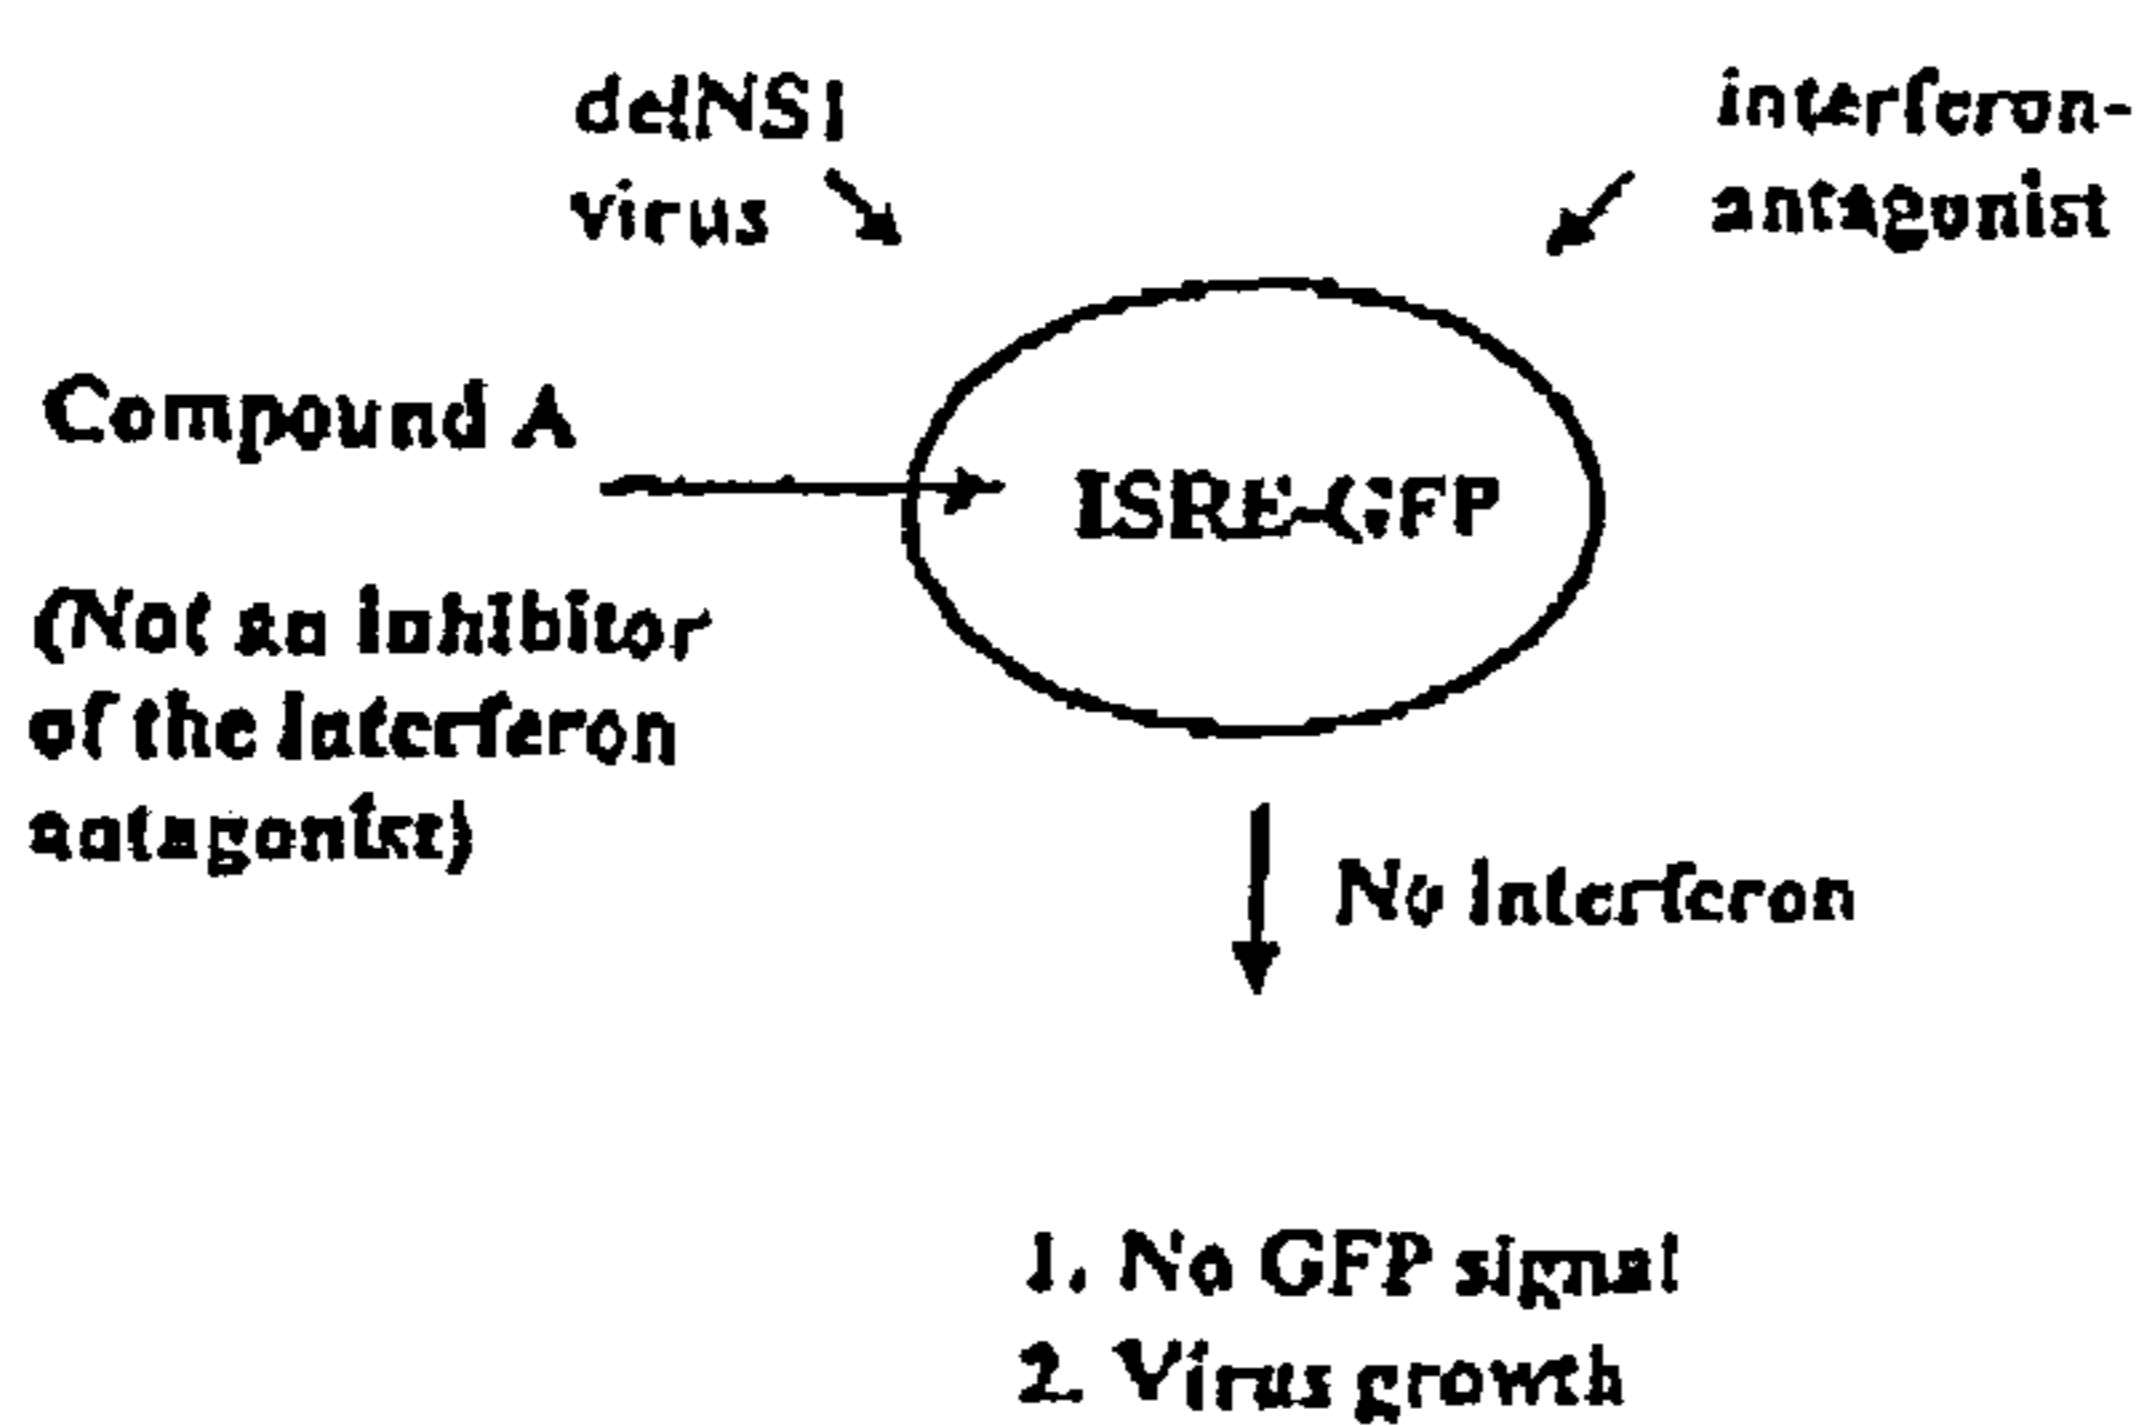 delNS1
virus
interferon-
antagonist
Compound A
ISRE-GFP
(Not an inhibitor
of the interferon
antagonist)
No interferon
1. No GFP signal
2. Virus growth